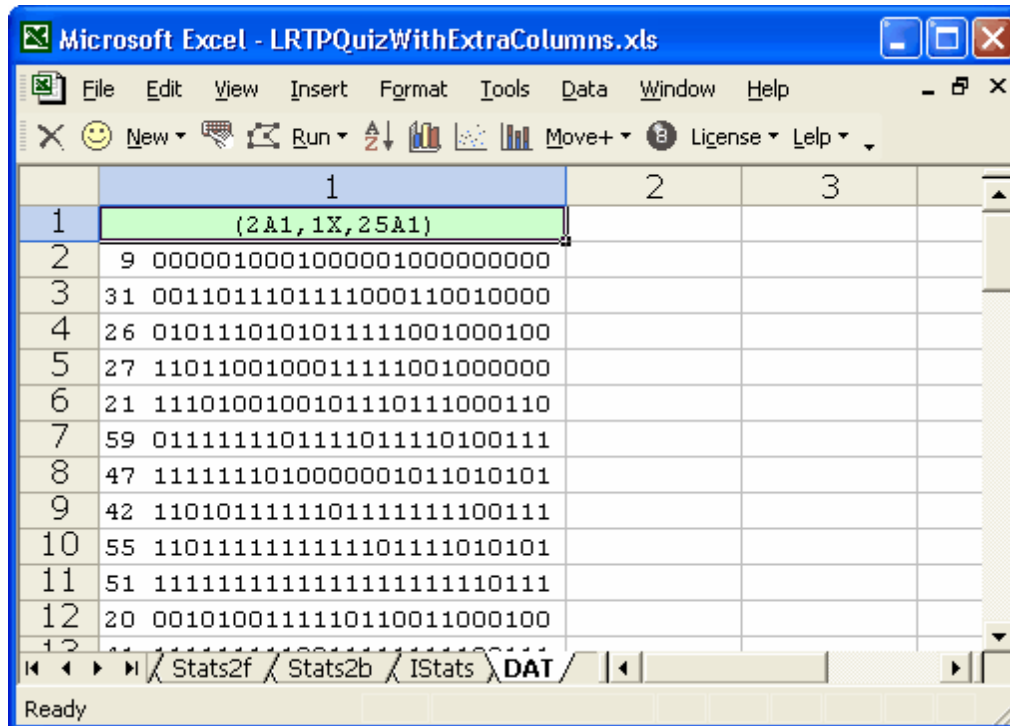 Microsoft Excel - LRTPQuizWithExtraColumns.xls
File Edit View Insert Format Tools Data Window Help
New Run Move+ License Lelp
1 2 3
1 (2A1,1X,25A1)
2 9 0000010001000001000000000
3 31 0011011101111000110010000
4 26 0101110101011111001000100
5 27 1101100100011111001000000
6 21 1110100100101110111000110
7 59 0111111101111011110100111
8 47 1111111010000001011010101
9 42 1101011111101111111100111
10 55 1101111111111101111010101
11 51 1111111111111111111110111
12 20 0010100111110110011000100
Stats2f Stats2b IStats DAT
Ready